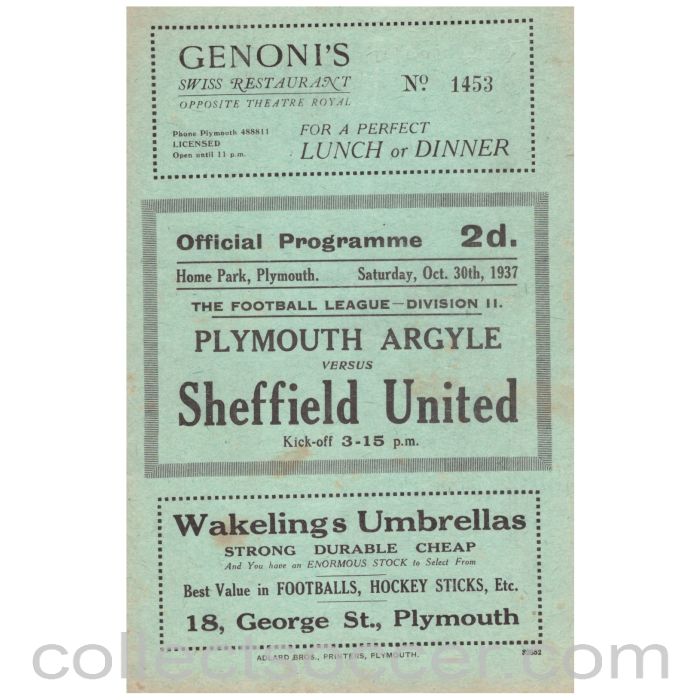 GENONI'S
SWISS RESTAURANT
OPPOSITE THEATRE ROYAL
No 1453
Phone Plymouth 488811
LICENSED
Open until 11 p.m.
FOR A PERFECT
LUNCH or DINNER
Official Programme 2d.
Home Park, Plymouth. Saturday, Oct. 30th, 1937
THE FOOTBALL LEAGUE—DIVISION II.
PLYMOUTH ARGYLE
VERSUS
Sheffield United
Kick-off 3-15 p.m.
Wakelings Umbrellas
STRONG DURABLE CHEAP
And You have an ENORMOUS STOCK to Select From
Best Value in FOOTBALLS, HOCKEY STICKS, Etc.
18, George St., Plymouth
ADLARD BROS., PRINTERS, PLYMOUTH.
collectsoccer.com